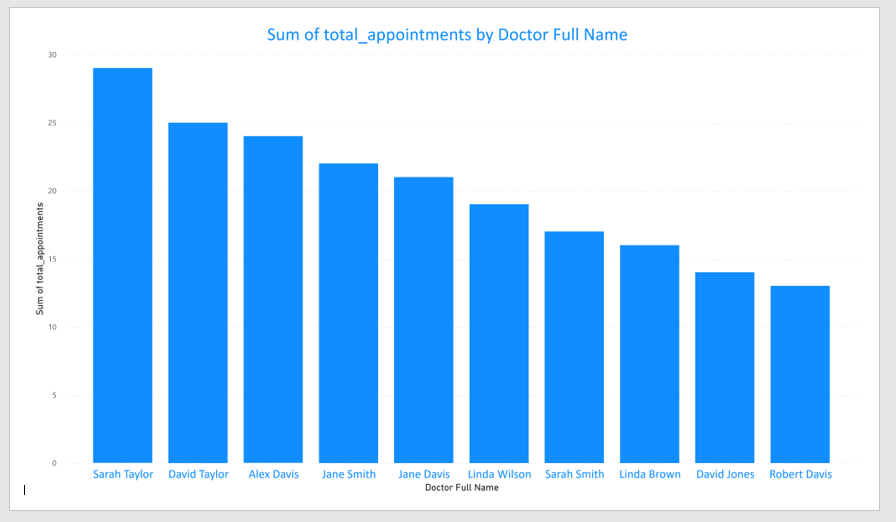 Sum of total_appointments by Doctor Full Name
30
25
20
15
10
5
0
Sum of total_appointments
Sarah Taylor David Taylor Alex Davis Jane Smith Jane Davis Linda Wilson Sarah Smith Linda Brown David Jones Robert Davis
Doctor Full Name